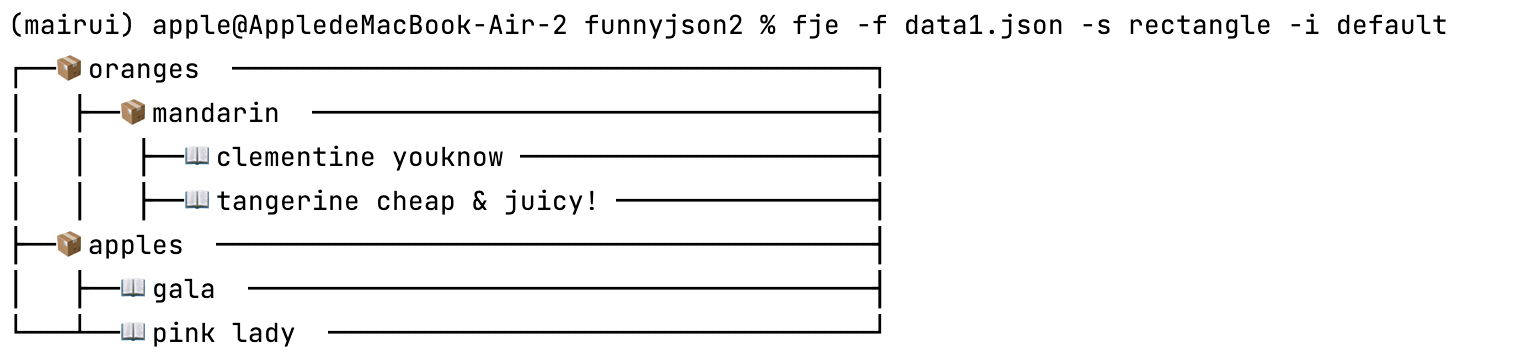 (mairui) apple@AppledeMacBook-Air-2 funnyjson2 % fje -f data1.json -s rectangle -i default
oranges
mandarin
clementine youknow
tangerine cheap & juicy!
apples
gala
pink lady